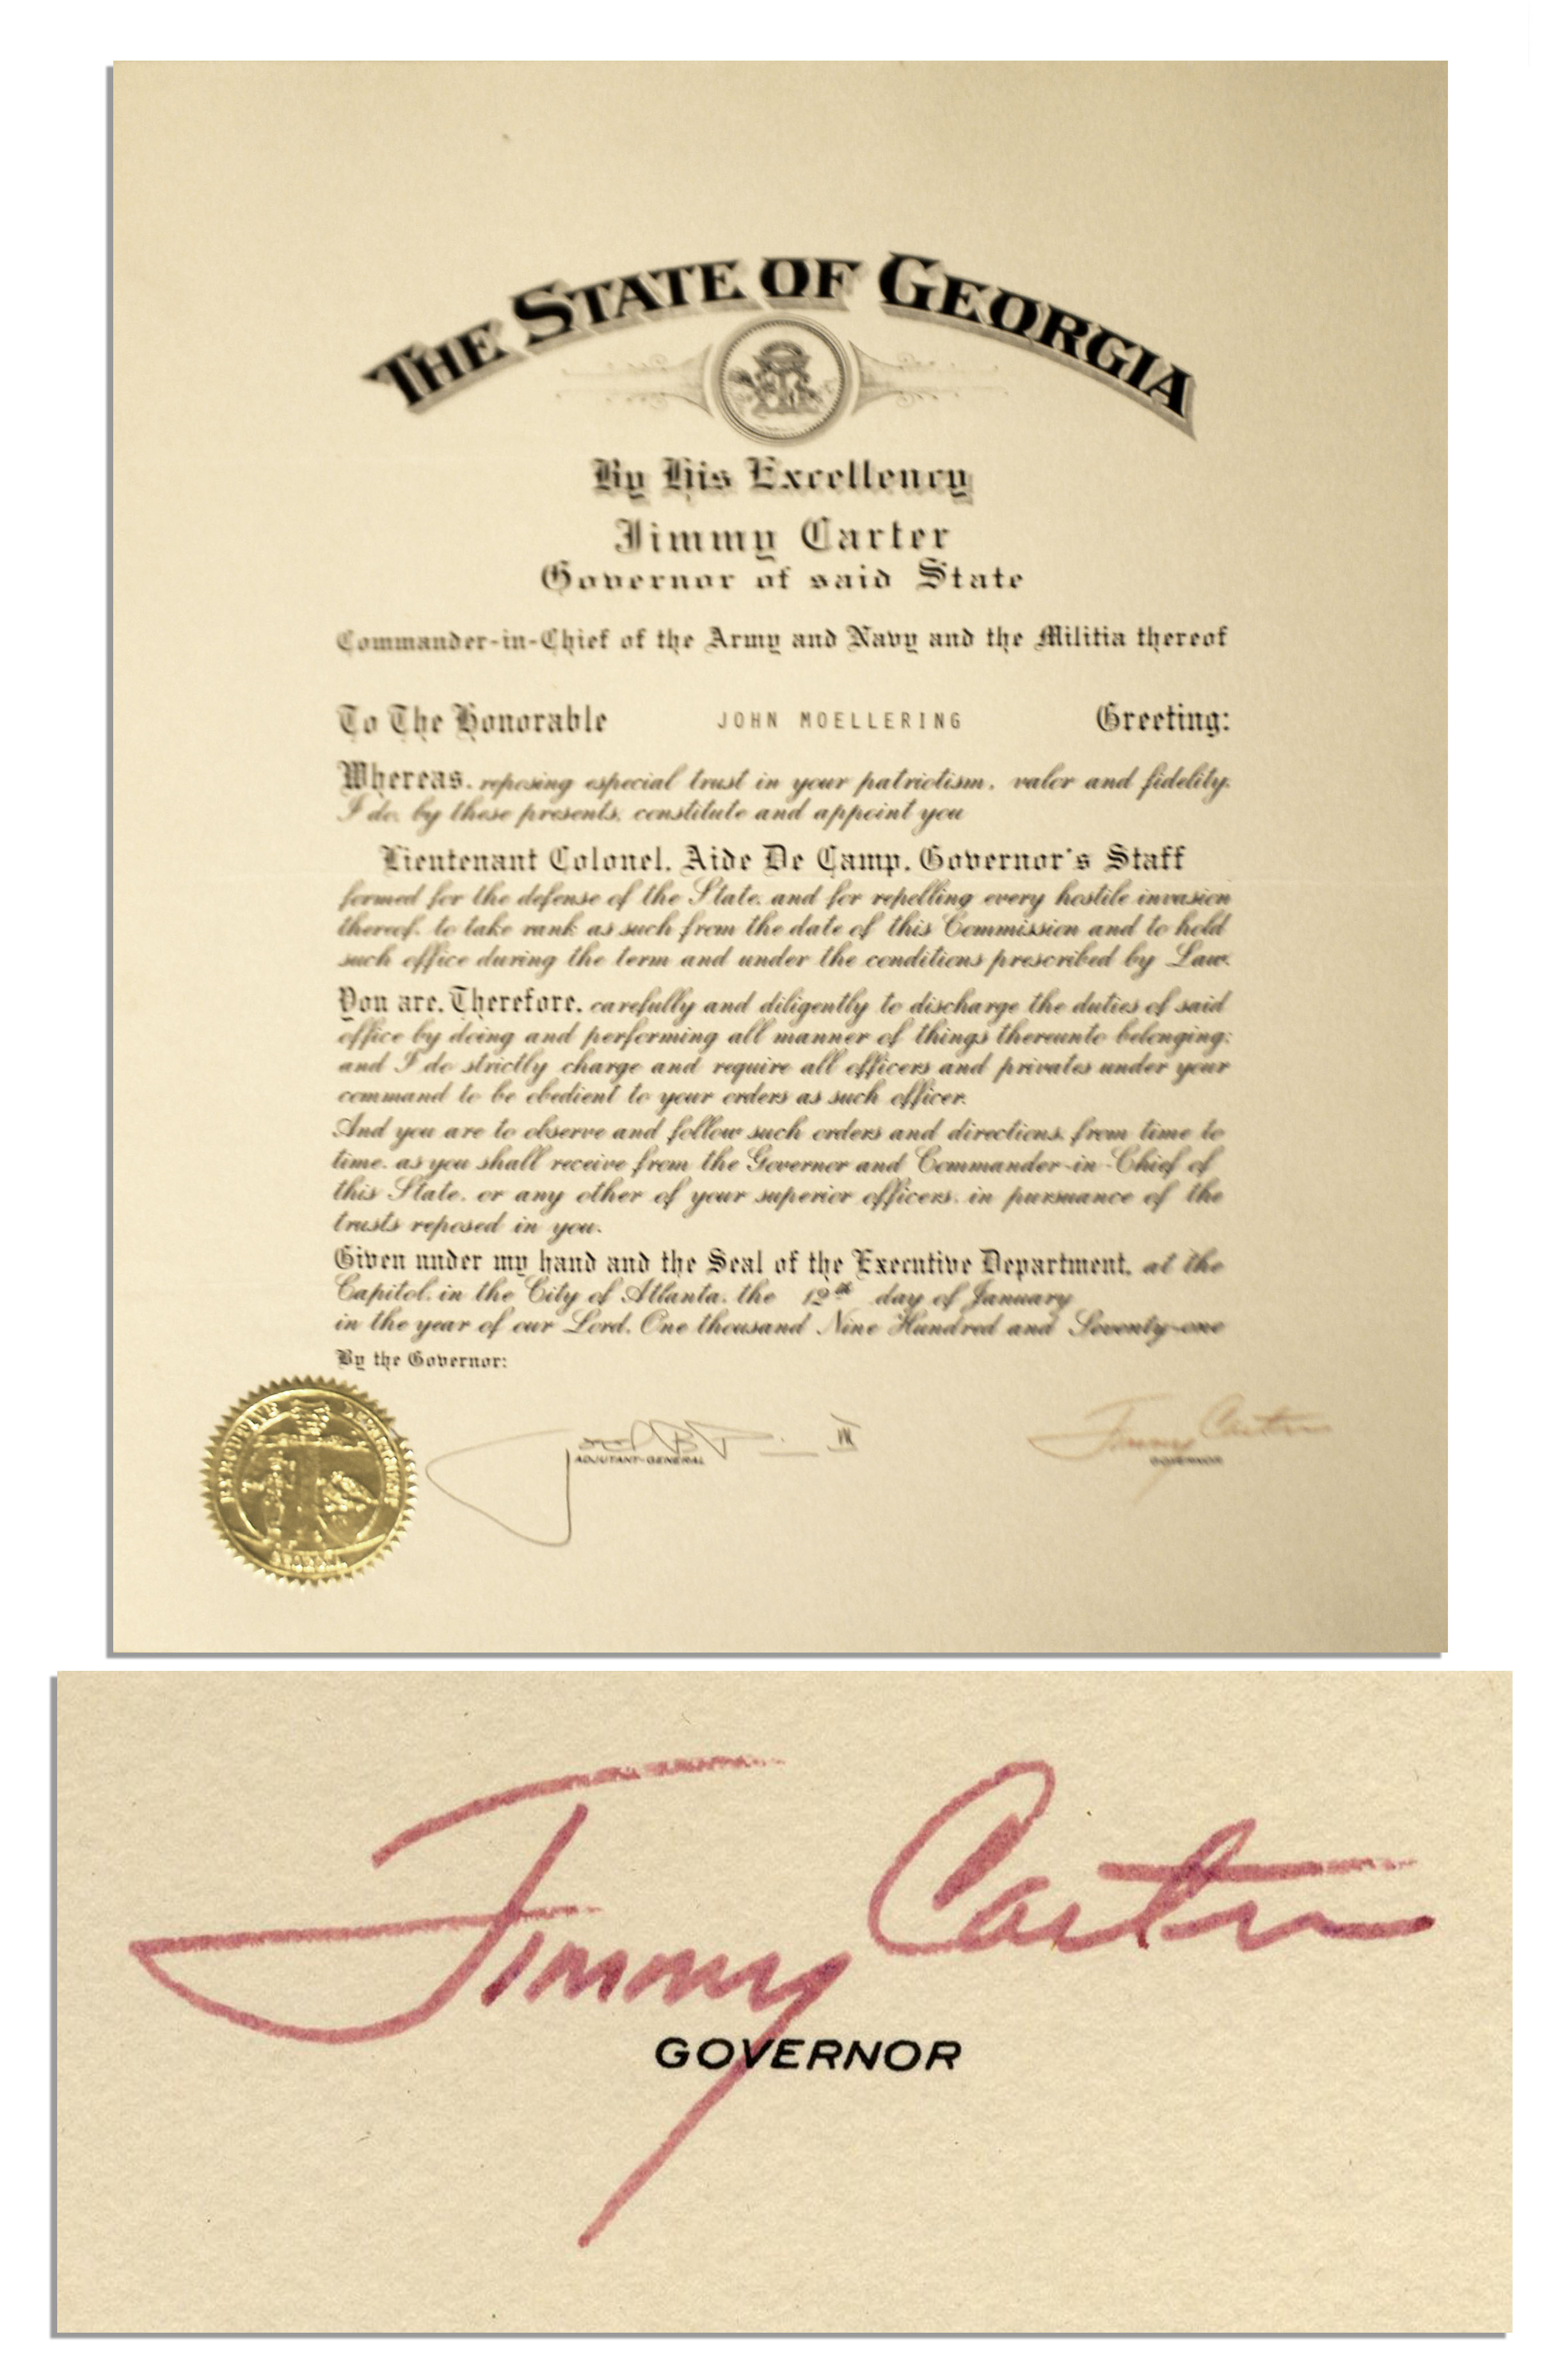 THE STATE OF GEORGIA
By His Excellency
Jimmy Carter
Governor of said State
Commander-in-Chief of the Army and Navy and the Militia thereof
To The Honorable JOHN MOELLERING Greeting:
Whereas, reposing especial trust in your patriotism, valor and fidelity,
I do, by these presents, constitute and appoint you
Lieutenant Colonel, Aide De Camp, Governor's Staff
formed for the defense of the State, and for repelling every hostile invasion
thereof, to take rank as such from the date of this Commission and to hold
such office during the term and under the conditions prescribed by Law.
You are, Therefore, carefully and diligently to discharge the duties of said
office by doing and performing all manner of things thereunto belonging;
and I do strictly charge and require all officers and privates under your
command to be obedient to your orders as such officer.
And you are to observe and follow such orders and directions, from time to
time, as you shall receive from the Governor and Commander-in-Chief of
this State, or any other of your superior officers, in pursuance of the
trusts reposed in you.
Given under my hand and the Seal of the Executive Department, at the
Capitol, in the City of Atlanta, the 12th day of January
in the year of our Lord, One thousand Nine Hundred and Seventy-one
By the Governor:
EXECUTIVE DEPARTMENT
GEORGIA
III
ADJUTANT-GENERAL
Jimmy Carter
GOVERNOR
Jimmy Carter
GOVERNOR